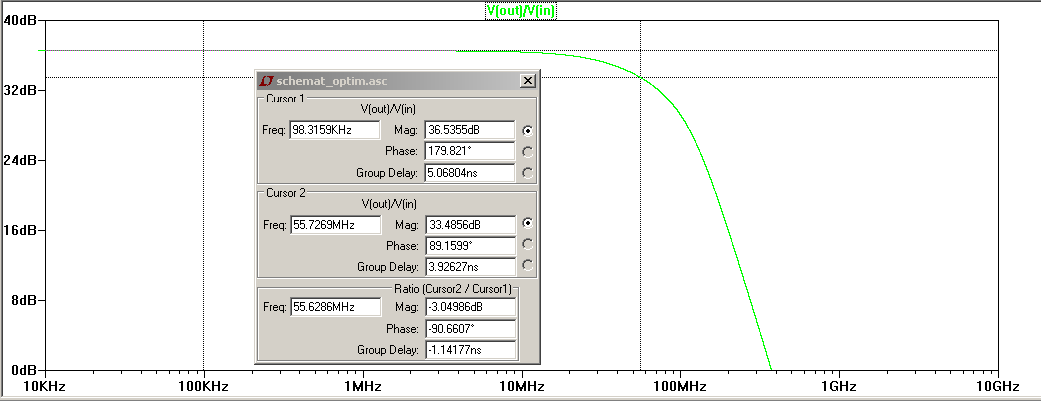 V(out)/V(in)
40dB
32dB
24dB
16dB
8dB
0dB
schemat_optim.asc
Cursor 1
V(out)/V(in)
Freq: 98.3159KHz Mag: 36.5355dB
Phase: 179.821°
Group Delay: 5.06804ns
Cursor 2
V(out)/V(in)
Freq: 55.7269MHz Mag: 33.4856dB
Phase: 89.1599°
Group Delay: 3.92627ns
Ratio (Cursor2 / Cursor1)
Freq: 55.6286MHz Mag: -3.04986dB
Phase: -90.6607°
Group Delay: -1.14177ns
10KHz 100KHz 1MHz 10MHz 100MHz 1GHz 10GHz